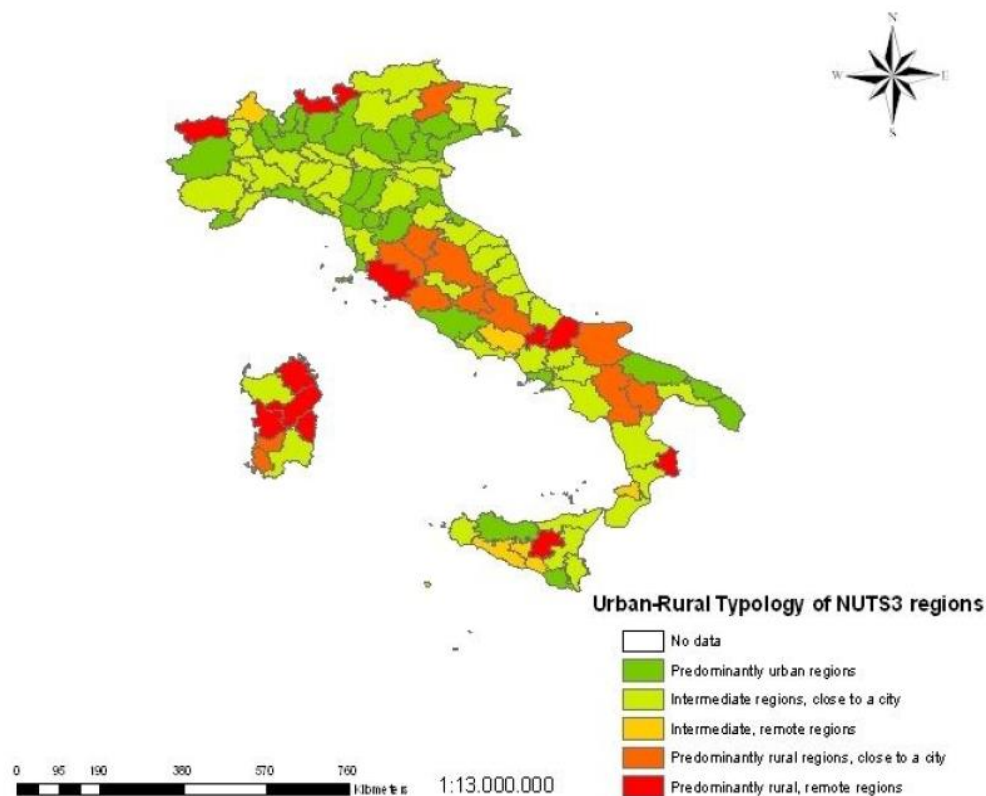 N
W E
S
Urban-Rural Typology of NUTS3 regions
No data
Predominantly urban regions
Intermediate regions, close to a city
Intermediate, remote regions
Predominantly rural regions, close to a city
Predominantly rural, remote regions
0 95 190 380 570 760
Kilometers
1:13.000.000